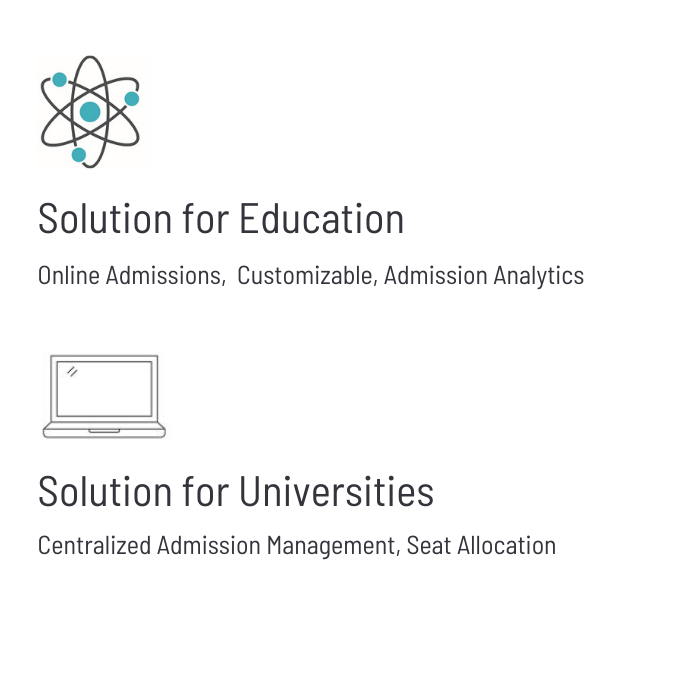 Solution for Education
Online Admissions,  Customizable, Admission Analytics
Solution for Universities
Centralized Admission Management, Seat Allocation